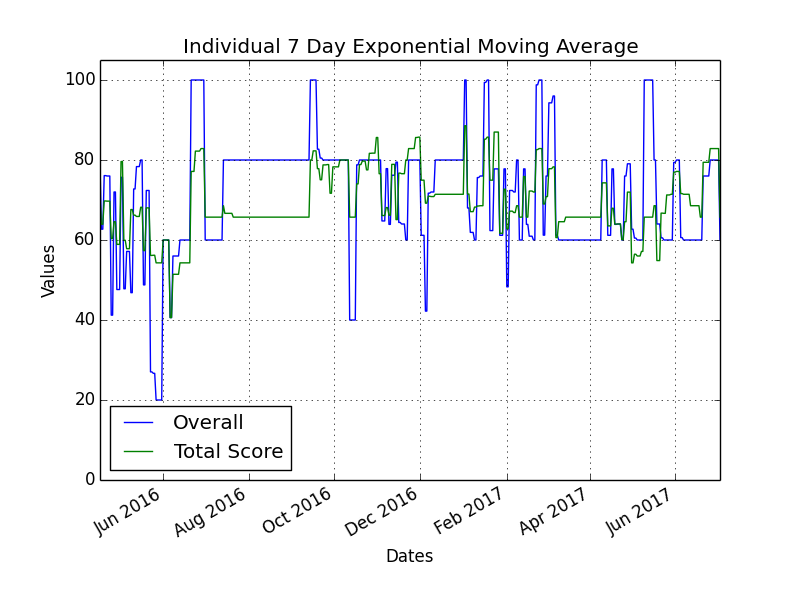 Individual 7 Day Exponential Moving Average
100
80
60
40
20
0
Values
Overall
Total Score
Jun 2016
Aug 2016
Oct 2016
Dec 2016
Feb 2017
Apr 2017
Jun 2017
Dates